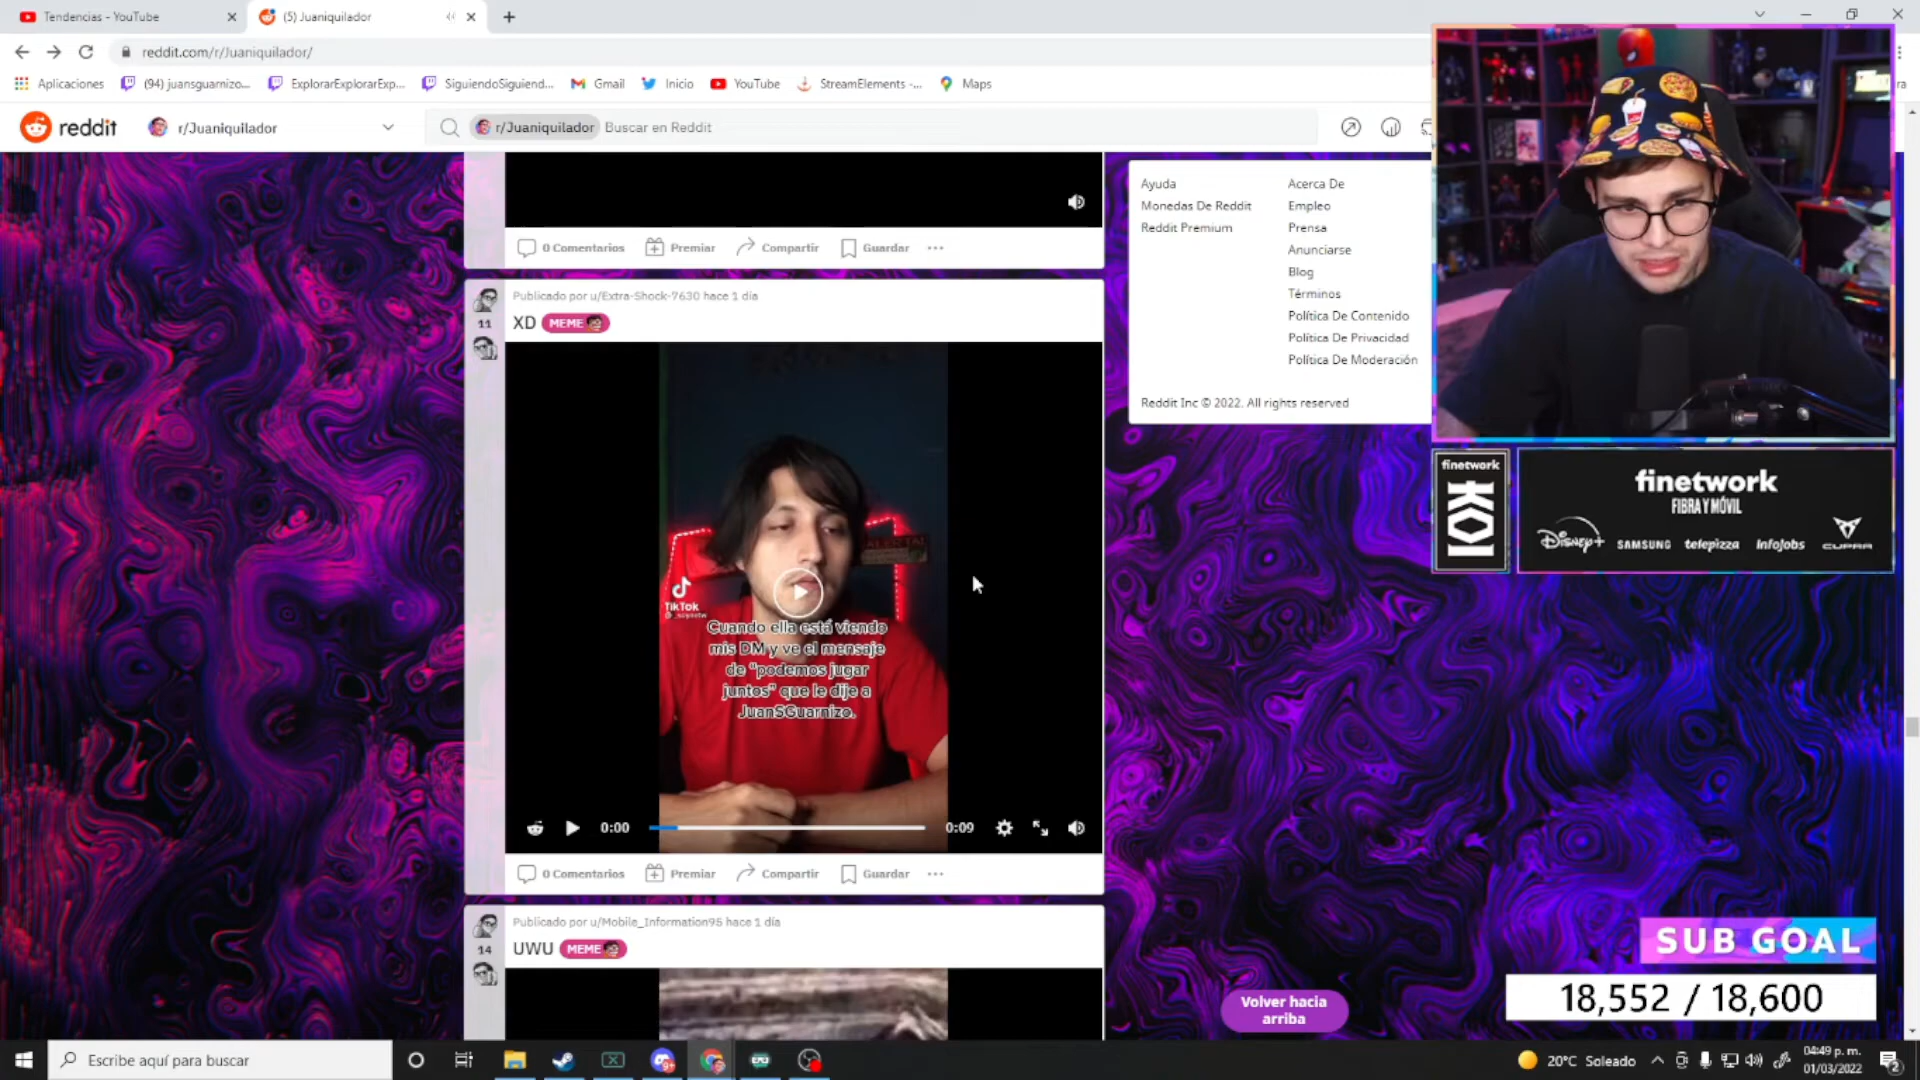 Tendencias - YouTube
(5) Juaniquilador
reddit.com/r/Juaniquilador/
Aplicaciones
(94) juansguarnizo...
ExplorarExplorarExp...
SiguiendoSiguiend...
Gmail
Inicio
YouTube
StreamElements -...
Maps
reddit
r/Juaniquilador
r/Juaniquilador
Buscar en Reddit
0 Comentarios
Premiar
Compartir
Guardar
Publicado por u/Extra-Shock-7630 hace 1 día
11
XD MEME
TikTok
Cuando ella está viendo
mis DM y ve el mensaje
de "podemos jugar
juntos" que le dije a
JuanSGuarnizo.
0:00
0:09
0 Comentarios
Premiar
Compartir
Guardar
Publicado por u/Mobile_Information95 hace 1 día
14
UWU MEME
Ayuda
Monedas De Reddit
Reddit Premium
Acerca De
Empleo
Prensa
Anunciarse
Blog
Términos
Política De Contenido
Política De Privacidad
Política De Moderación
Reddit Inc © 2022. All rights reserved
finetwork
KOI
finetwork
FIBRA Y MÓVIL
Disney+
SAMSUNG
telepizza
InfoJobs
CUPRA
SUB GOAL
18,552 / 18,600
Volver hacia
arriba
Escribe aquí para buscar
20°C Soleado
04:49 p. m.
01/03/2022
2